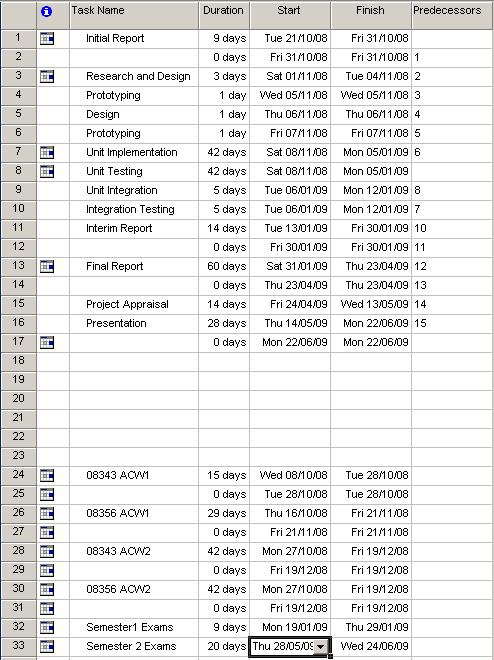 Task Name Duration Start Finish Predecessors
1 Initial Report 9 days Tue 21/10/08 Fri 31/10/08
2 0 days Fri 31/10/08 Fri 31/10/08 1
3 Research and Design 3 days Sat 01/11/08 Tue 04/11/08 2
4 Prototyping 1 day Wed 05/11/08 Wed 05/11/08 3
5 Design 1 day Thu 06/11/08 Thu 06/11/08 4
6 Prototyping 1 day Fri 07/11/08 Fri 07/11/08 5
7 Unit Implementation 42 days Sat 08/11/08 Mon 05/01/09 6
8 Unit Testing 42 days Sat 08/11/08 Mon 05/01/09
9 Unit Integration 5 days Tue 06/01/09 Mon 12/01/09 8
10 Integration Testing 5 days Tue 06/01/09 Mon 12/01/09 7
11 Interim Report 14 days Tue 13/01/09 Fri 30/01/09 10
12 0 days Fri 30/01/09 Fri 30/01/09 11
13 Final Report 60 days Sat 31/01/09 Thu 23/04/09 12
14 0 days Thu 23/04/09 Thu 23/04/09 13
15 Project Appraisal 14 days Fri 24/04/09 Wed 13/05/09 14
16 Presentation 28 days Thu 14/05/09 Mon 22/06/09 15
17 0 days Mon 22/06/09 Mon 22/06/09
18
19
20
21
22
23
24 08343 ACW1 15 days Wed 08/10/08 Tue 28/10/08
25 0 days Tue 28/10/08 Tue 28/10/08
26 08356 ACW1 29 days Thu 16/10/08 Fri 21/11/08
27 0 days Fri 21/11/08 Fri 21/11/08
28 08343 ACW2 42 days Mon 27/10/08 Fri 19/12/08
29 0 days Fri 19/12/08 Fri 19/12/08
30 08356 ACW2 42 days Mon 27/10/08 Fri 19/12/08
31 0 days Fri 19/12/08 Fri 19/12/08
32 Semester1 Exams 9 days Mon 19/01/09 Thu 29/01/09
33 Semester 2 Exams 20 days Thu 28/05/09 Wed 24/06/09